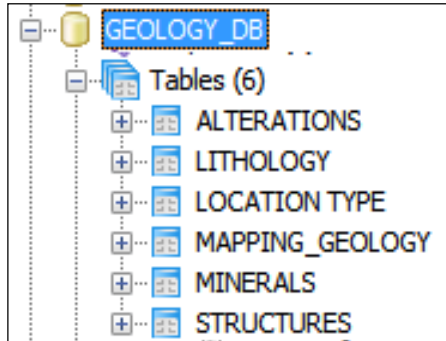 GEOLOGY_DB
Tables (6)
ALTERATIONS
LITHOLOGY
LOCATION TYPE
MAPPING_GEOLOGY
MINERALS
STRUCTURES